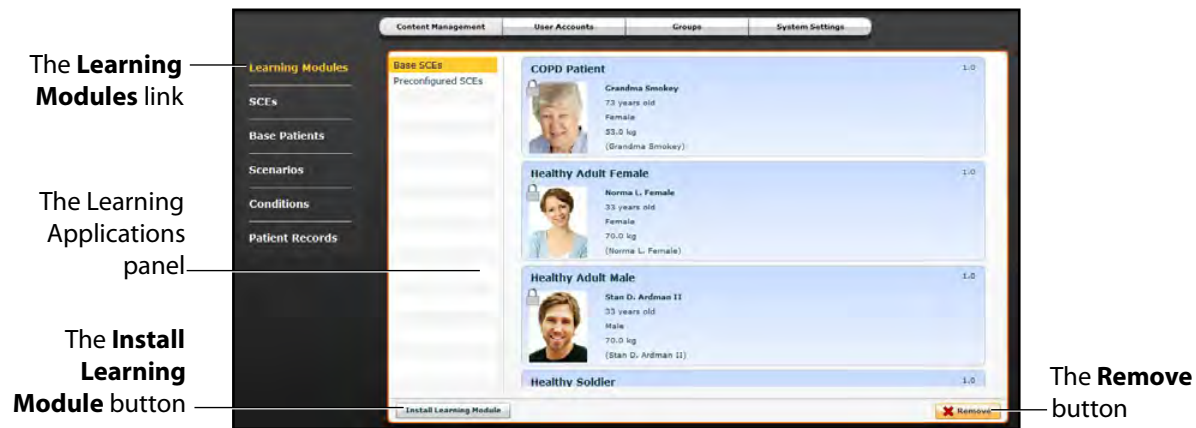 Content Management User Accounts Groups System Settings
The Learning
Modules link
Learning Modules
SCEs
Base Patients
Scenarios
Conditions
Patient Records
The Learning
Applications
panel
The Install
Learning
Module button
Base SCEs
Preconfigured SCEs
COPD Patient 1.0
Grandma Smokey
73 years old
Female
53.0 kg
(Grandma Smokey)
Healthy Adult Female 1.0
Norma L. Female
33 years old
Female
70.0 kg
(Norma L. Female)
Healthy Adult Male 1.0
Stan D. Ardman II
33 years old
Male
70.0 kg
(Stan D. Ardman II)
Healthy Soldier 1.0
Install Learning Module
Remove
The Remove
button